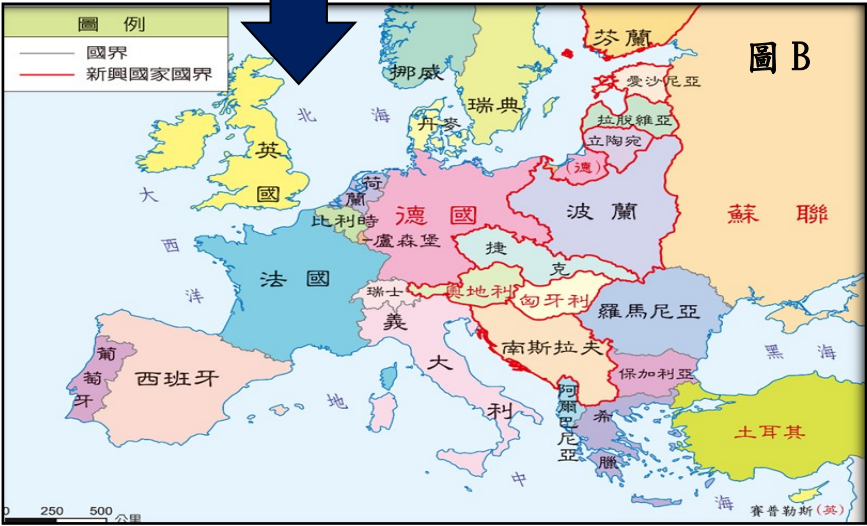 圖例
國界
新興國家國界
圖 B
芬蘭
挪威
愛沙尼亞
瑞典
北海
拉脫維亞
丹麥
立陶宛
英國
(德)
大西洋
荷蘭
德國
波蘭
蘇聯
比利時
盧森堡
捷克
法國
瑞士
奧地利
匈牙利
羅馬尼亞
義大利
南斯拉夫
黑海
葡萄牙
西班牙
保加利亞
阿爾巴尼亞
希臘
土耳其
地中海
賽普勒斯(英)
0 250 500
公里